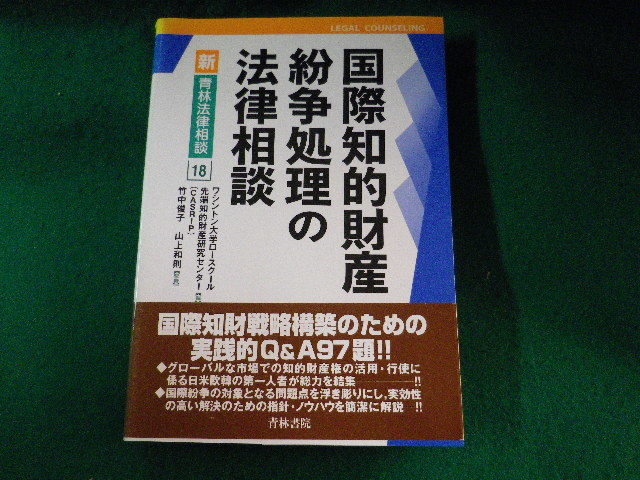 LEGAL COUNSELING
国際知的財産
紛争処理の
法律相談
新
青林法律相談
18
ワシントン大学ロースクール
先端知的財産研究センター
[CASRIP]
竹中俊子 山上和則
国際知財戦略構築のための
実践的Q&A97題!!
◆グローバルな市場での知的財産権の活用・行使に
係る日米欧韓の第一人者が総力を結集――!!
◆国際紛争の対象となる問題点を浮き彫りにし、実効性
の高い解決のための指針・ノウハウを簡潔に解説―!!
青林書院